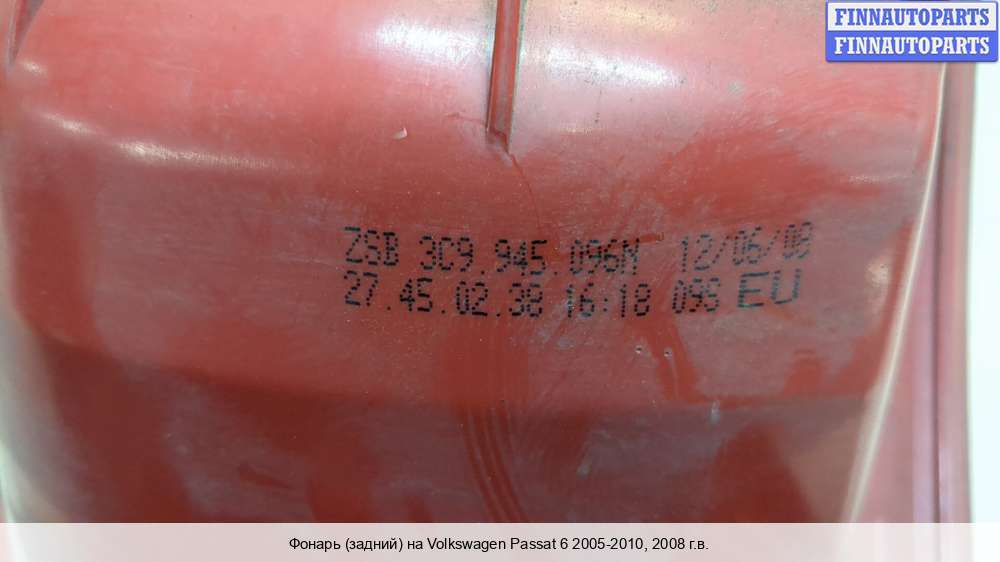 FINNAUTOPARTS
FINNAUTOPARTS
ZSB 3C9.945.096M 12/06/08
27.45.02.38 16:18 09S EU
Фонарь (задний) на Volkswagen Passat 6 2005-2010, 2008 г.в.